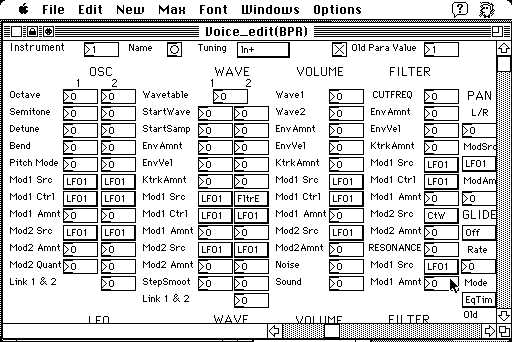 File Edit New Max Font Windows Options
Voice_edit(BPR)
Instrument 1 Name Tuning In+ Old Para Value 1
OSC WAVE VOLUME FILTER
1 2 1 2
Octave 0 0 Wavetable 0 Wave1 0 CUTFREQ 0 PAN
Semitone 0 0 StartWave 0 0 Wave2 0 EnvAmnt 0 L/R
Detune 0 0 StartSamp 0 0 EnvAmnt 0 EnvVel 0 0
Bend 0 0 EnvAmnt 0 0 EnvVel 0 KtrkAmnt 0 ModSrc
Pitch Mode 0 0 EnvVel 0 0 KtrkAmnt 0 Mod1 Src LFO1 LFO1
Mod1 Src LFO1 LFO1 KtrkAmnt 0 0 Mod1 Src LFO1 Mod1 Ctrl LFO1 ModAm
Mod1 Ctrl LFO1 LFO1 Mod1 Src LFO1 FltrE Mod1 Ctrl LFO1 Mod1 Amnt 0 0
Mod1 Amnt 0 0 Mod1 Ctrl LFO1 LFO1 Mod1 Amnt 0 Mod2 Src CtW GLIDE
Mod2 Src LFO1 LFO1 Mod1 Amnt 0 0 Mod2 Src LFO1 Mod2 Amnt 0 Off
Mod2 Amnt 0 0 Mod2 Src LFO1 LFO1 Mod2Amnt 0 RESONANCE 0 Rate
Mod2 Quant 0 0 Mod2 Amnt 0 0 Noise 0 Mod1 Src LFO1 0
Link 1 & 2 StepSmoot 0 0 Sound 0 Mod1 Amnt 0 Mode
Link 1 & 2 0 EqTim
Old
LFO WAVE VOLUME FILTER